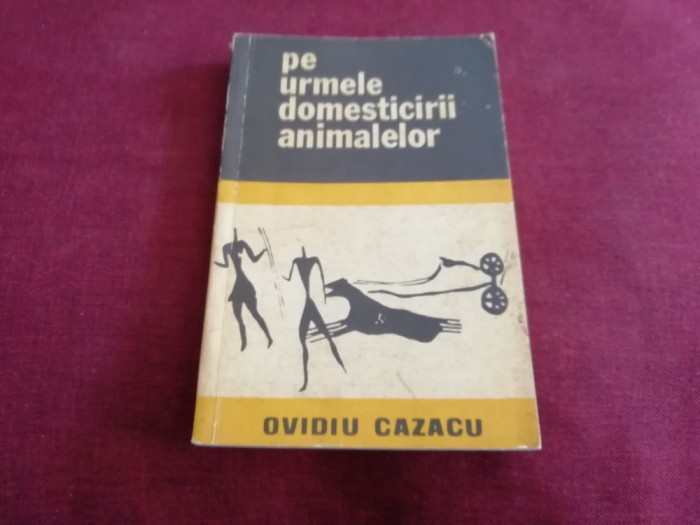 pe
urmele
domesticirii
animalelor
OVIDIU CAZACU